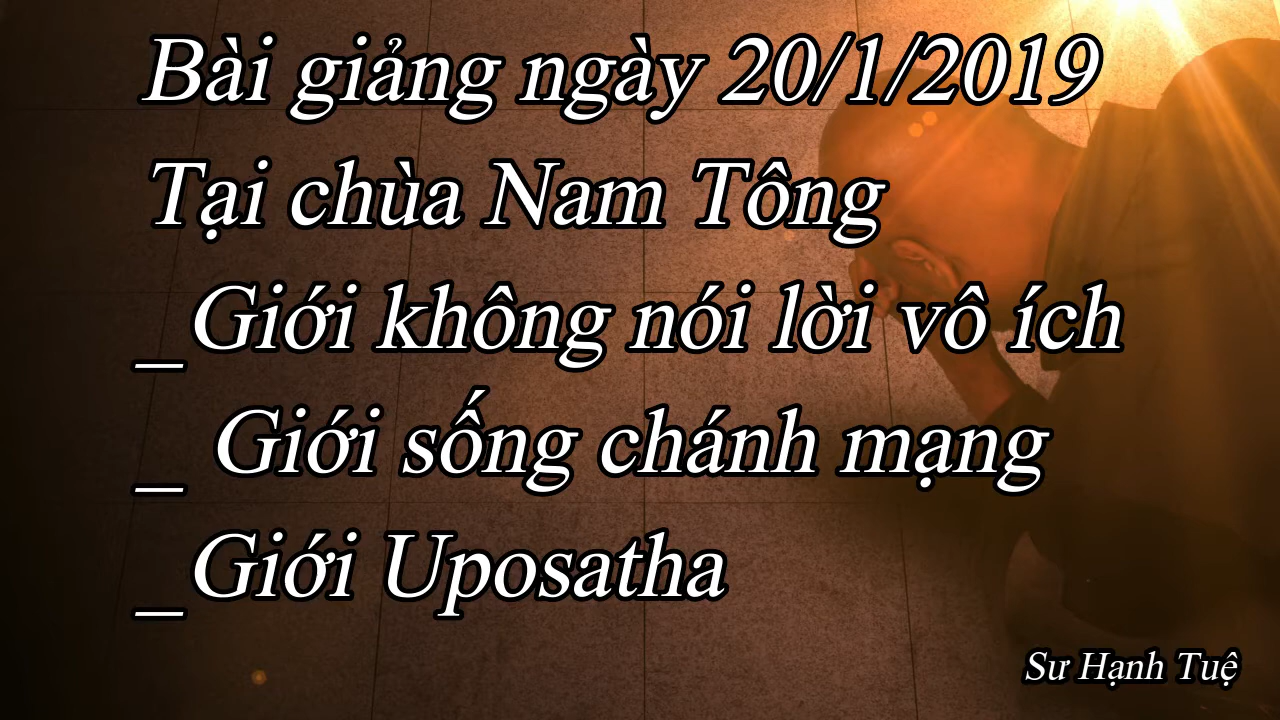 Bài giảng ngày 20/1/2019
Tại chùa Nam Tông
_Giới không nói lời vô ích
_ Giới sống chánh mạng
_Giới Uposatha
Sư Hạnh Tuệ